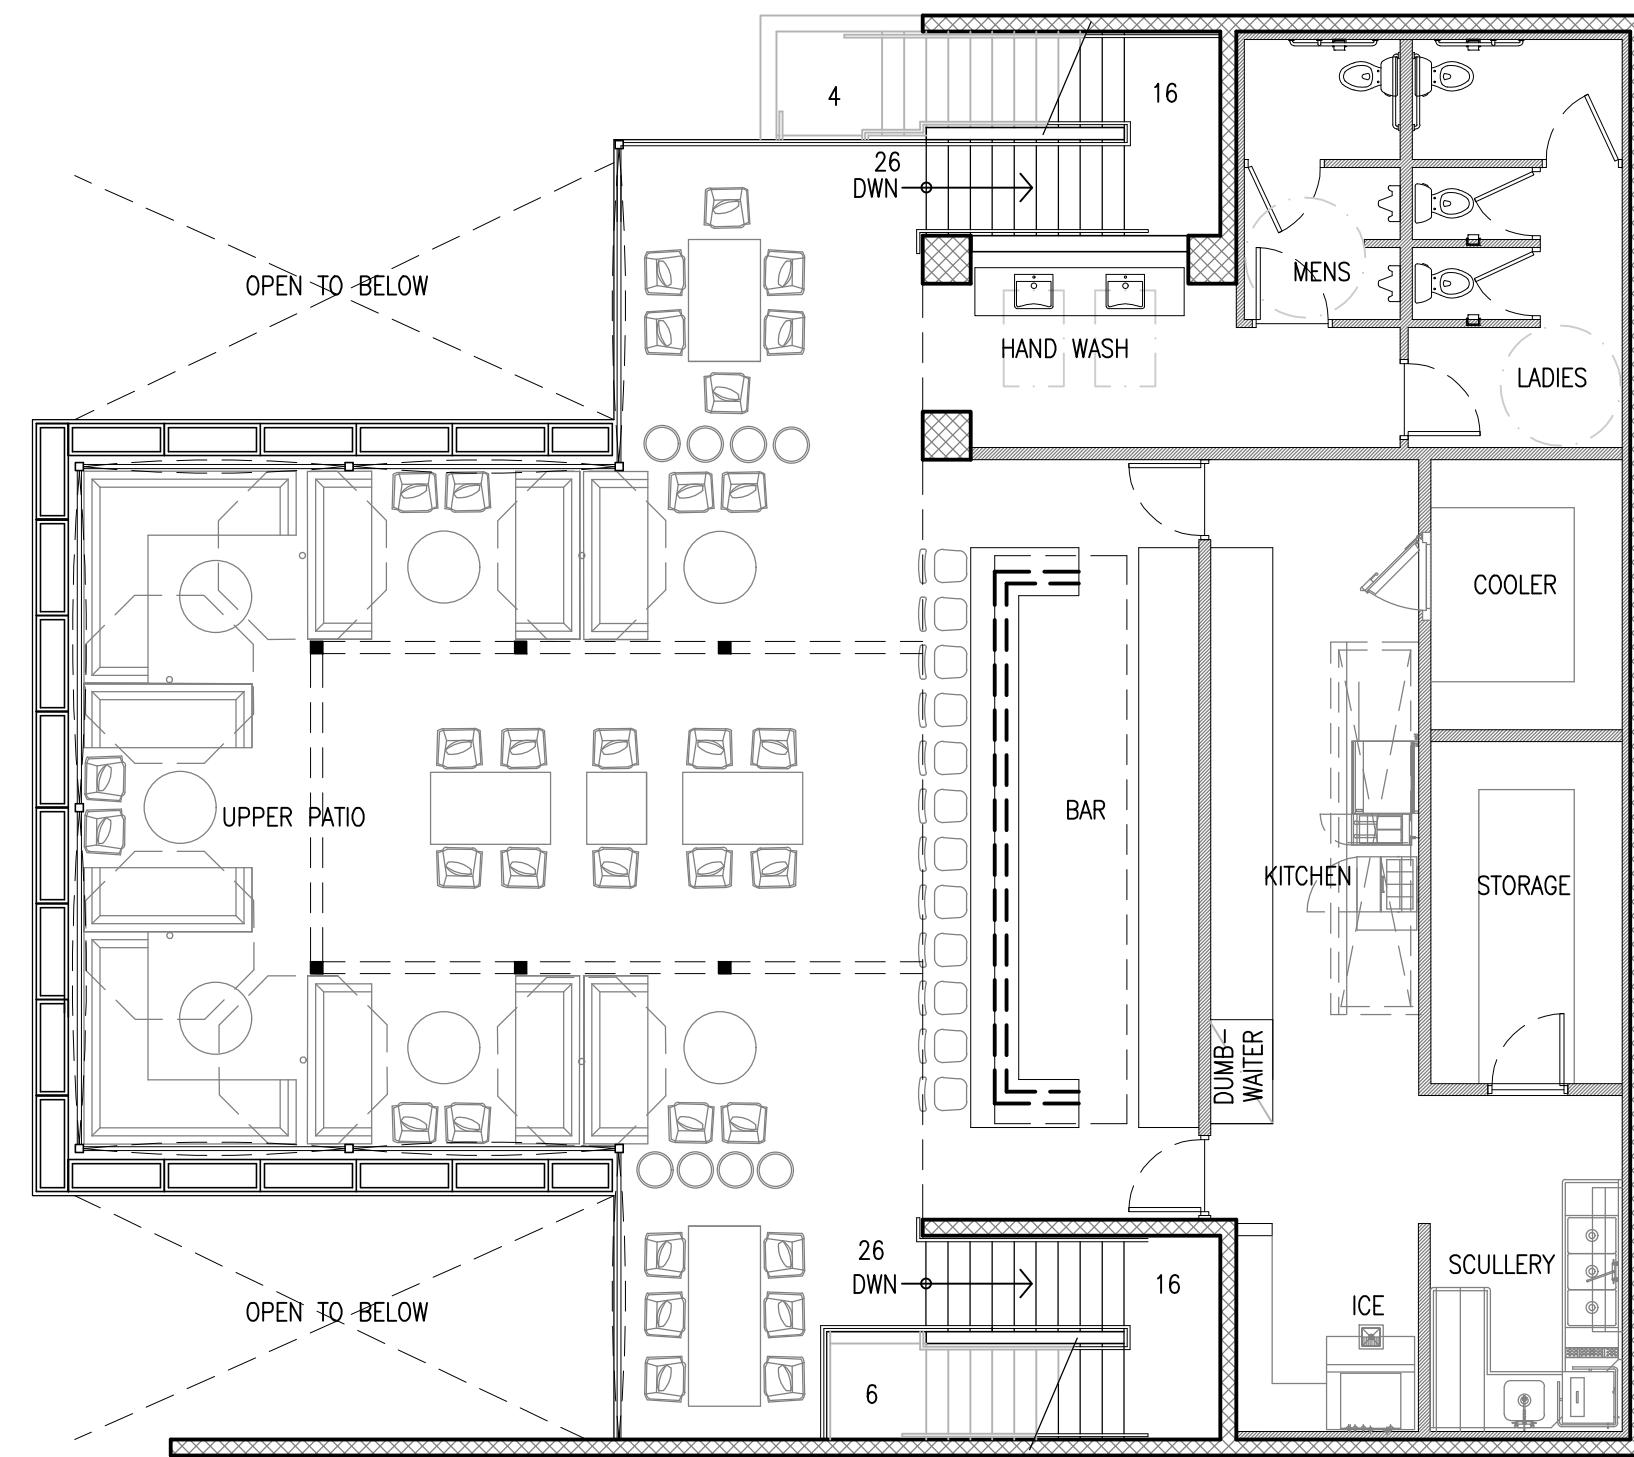 4
16
26
DWN
OPEN TO BELOW
MENS
HAND WASH
LADIES
COOLER
UPPER PATIO
BAR
KITCHEN
STORAGE
DUMB-
WAITER
26
DWN
16
SCULLERY
OPEN TO BELOW
ICE
6